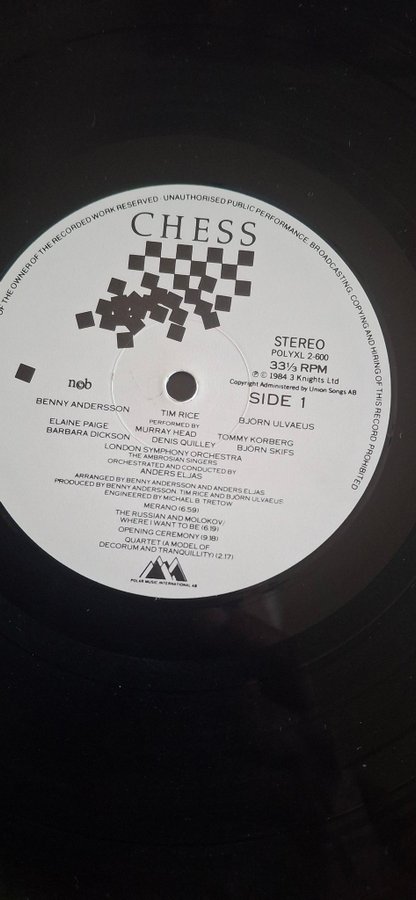 OF THE OWNER OF THE RECORDED WORK RESERVED · UNAUTHORISED PUBLIC PERFORMANCE, BROADCASTING, COPYING AND HIRING OF THIS RECORD PROHIBITED
CHESS
STEREO
POLYXL 2-600
33⅓ RPM
Ⓟ © 1984 3 Knights Ltd
Copyright Administered by Union Songs AB
SIDE 1
ncb
BENNY ANDERSSON TIM RICE BJORN ULVAEUS
PERFORMED BY
ELAINE PAIGE MURRAY HEAD TOMMY KORBERG
BARBARA DICKSON DENIS QUILLEY BJORN SKIFS
LONDON SYMPHONY ORCHESTRA
THE AMBROSIAN SINGERS
ORCHESTRATED AND CONDUCTED BY
ANDERS ELJAS
ARRANGED BY BENNY ANDERSSON AND ANDERS ELJAS
PRODUCED BY BENNY ANDERSSON, TIM RICE AND BJORN ULVAEUS
ENGINEERED BY MICHAEL B. TRETOW
MERANO (6.59)
THE RUSSIAN AND MOLOKOV/
WHERE I WANT TO BE (6.19)
OPENING CEREMONY (9.18)
QUARTET (A MODEL OF
DECORUM AND TRANQUILLITY) (2.17)
POLAR MUSIC INTERNATIONAL AB